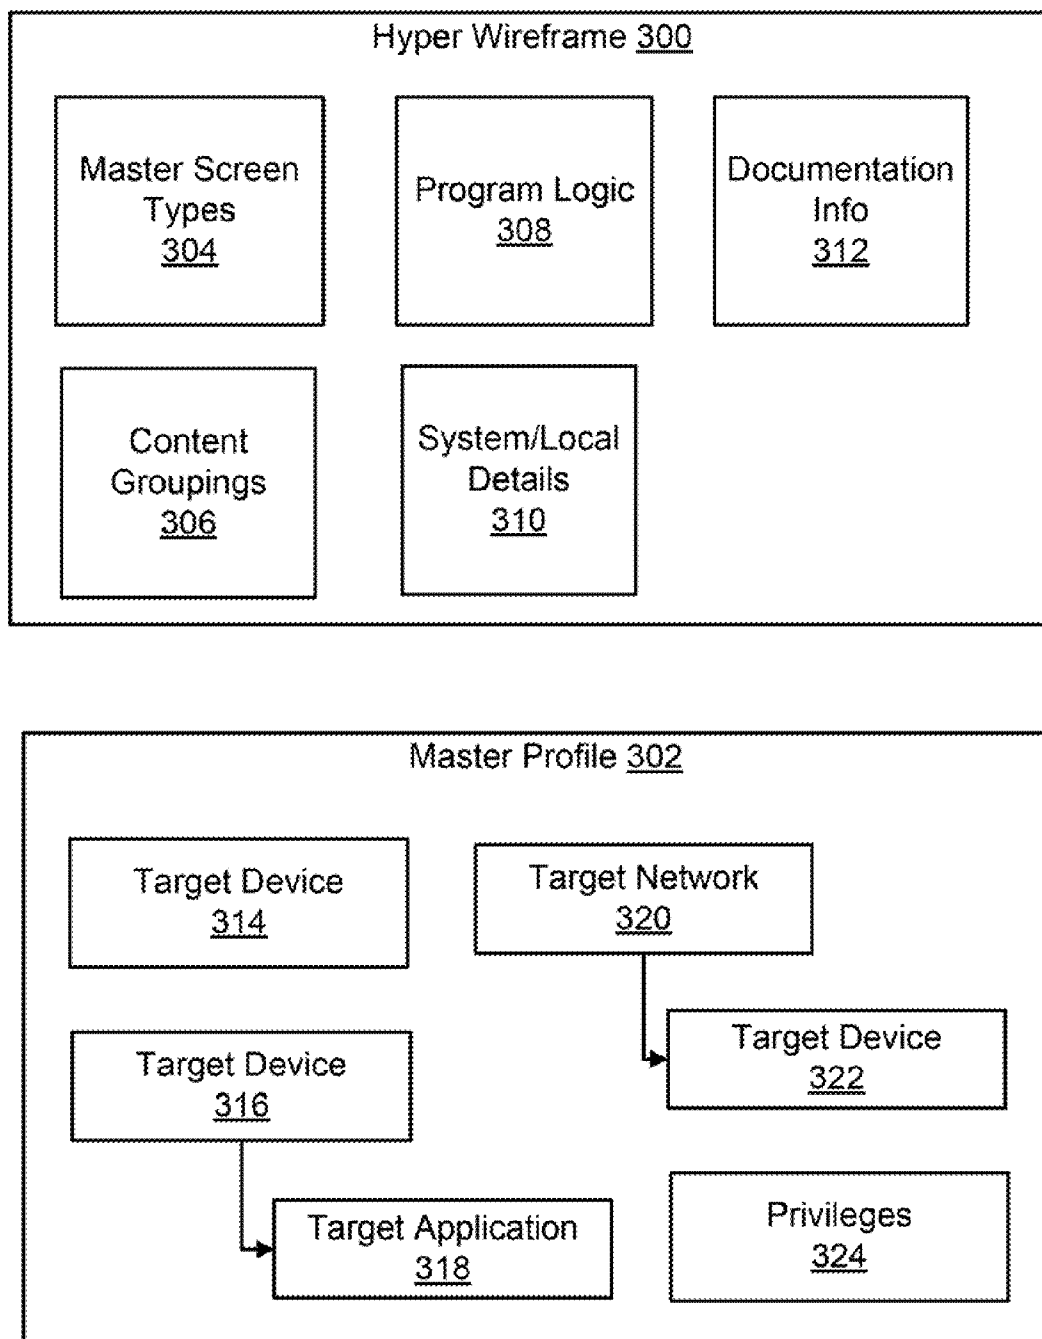 Hyper Wireframe 300
Master Screen
Types
304
Program Logic
308
Documentation
Info
312
Content
Groupings
306
System/Local
Details
310
Master Profile 302
Target Device
314
Target Network
320
Target Device
316
Target Device
322
Target Application
318
Privileges
324